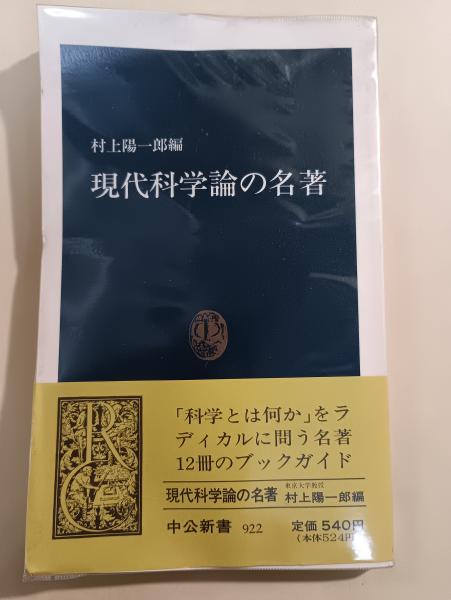 村上陽一郎編
現代科学論の名著
「科学とは何か」をラ
ディカルに問う名著
12冊のブックガイド
現代科学論の名著 東京大学教授 村上陽一郎編
中公新書 922 定価 540円
(本体524円)
R
C